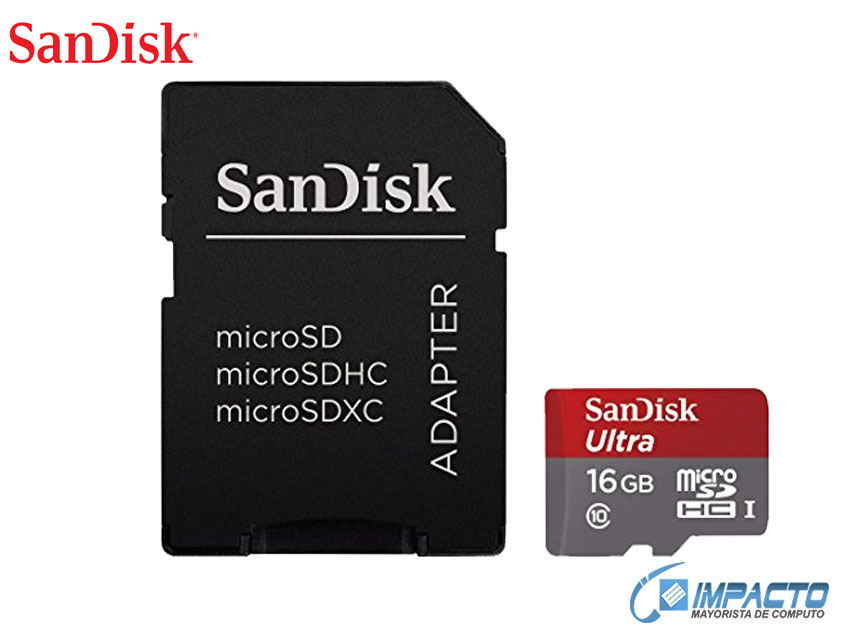 SanDisk®
SanDisk
microSD
microSDHC
microSDXC
ADAPTER
SanDisk
Ultra
16GB
micro
SD
HC I
10
IMPACTO
MAYORISTA DE COMPUTO